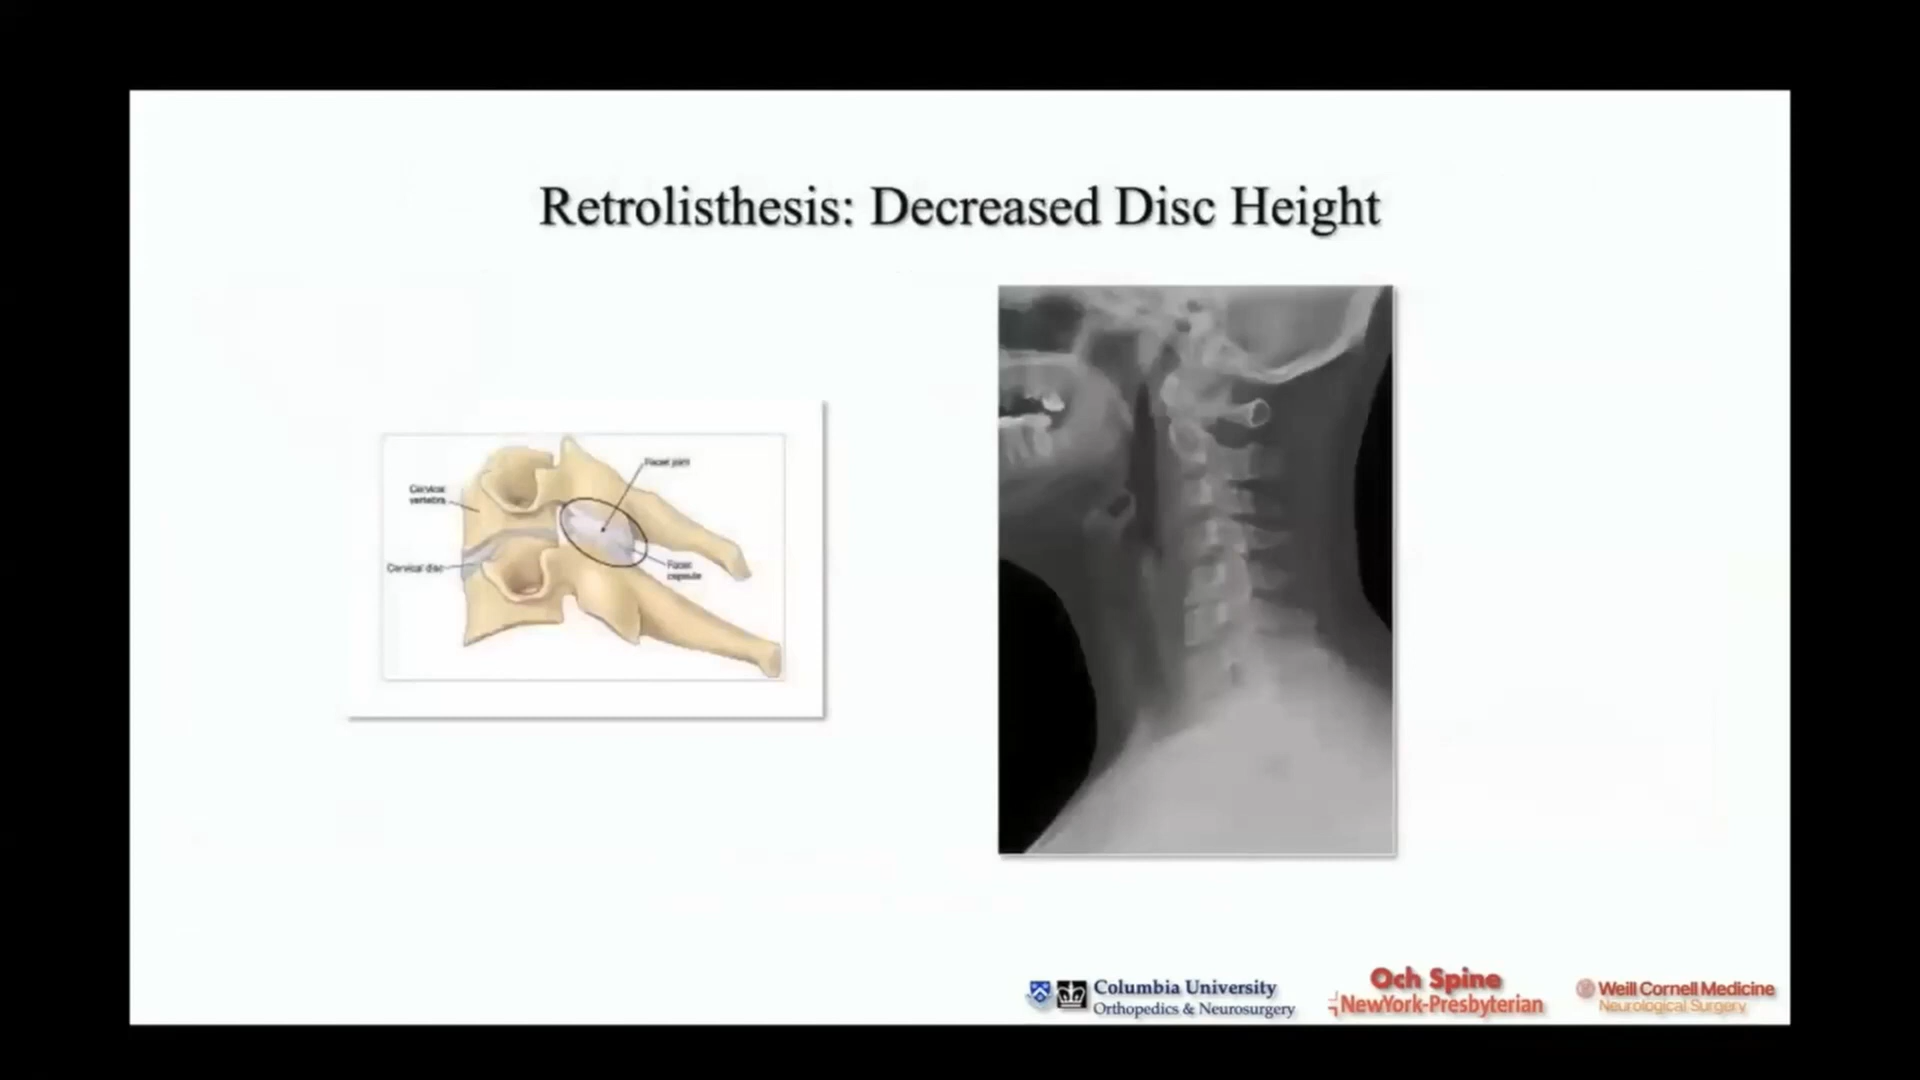 Retrolisthesis: Decreased Disc Height
Facet joint
Cervical
vertebra
Cervical disc
Facet
capsule
Columbia University
Orthopedics & Neurosurgery
Och Spine
NewYork-Presbyterian
Weill Cornell Medicine
Neurological Surgery